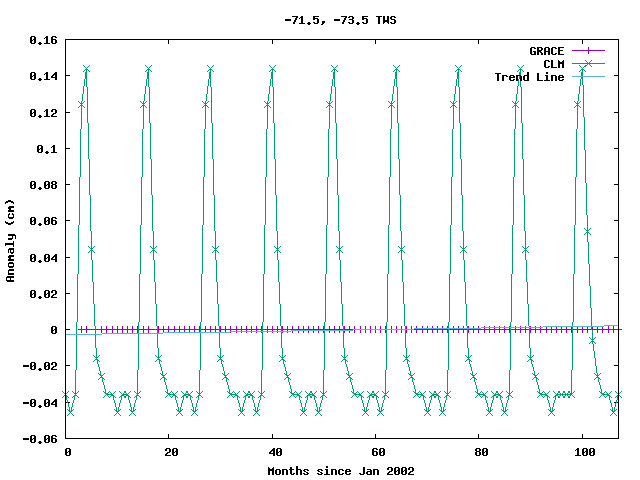 -71.5, -73.5 TWS
0.16
0.14
0.12
0.1
0.08
0.06
0.04
0.02
0
-0.02
-0.04
-0.06
Anomaly (cm)
GRACE
CLM
Trend Line
0 20 40 60 80 100
Months since Jan 2002